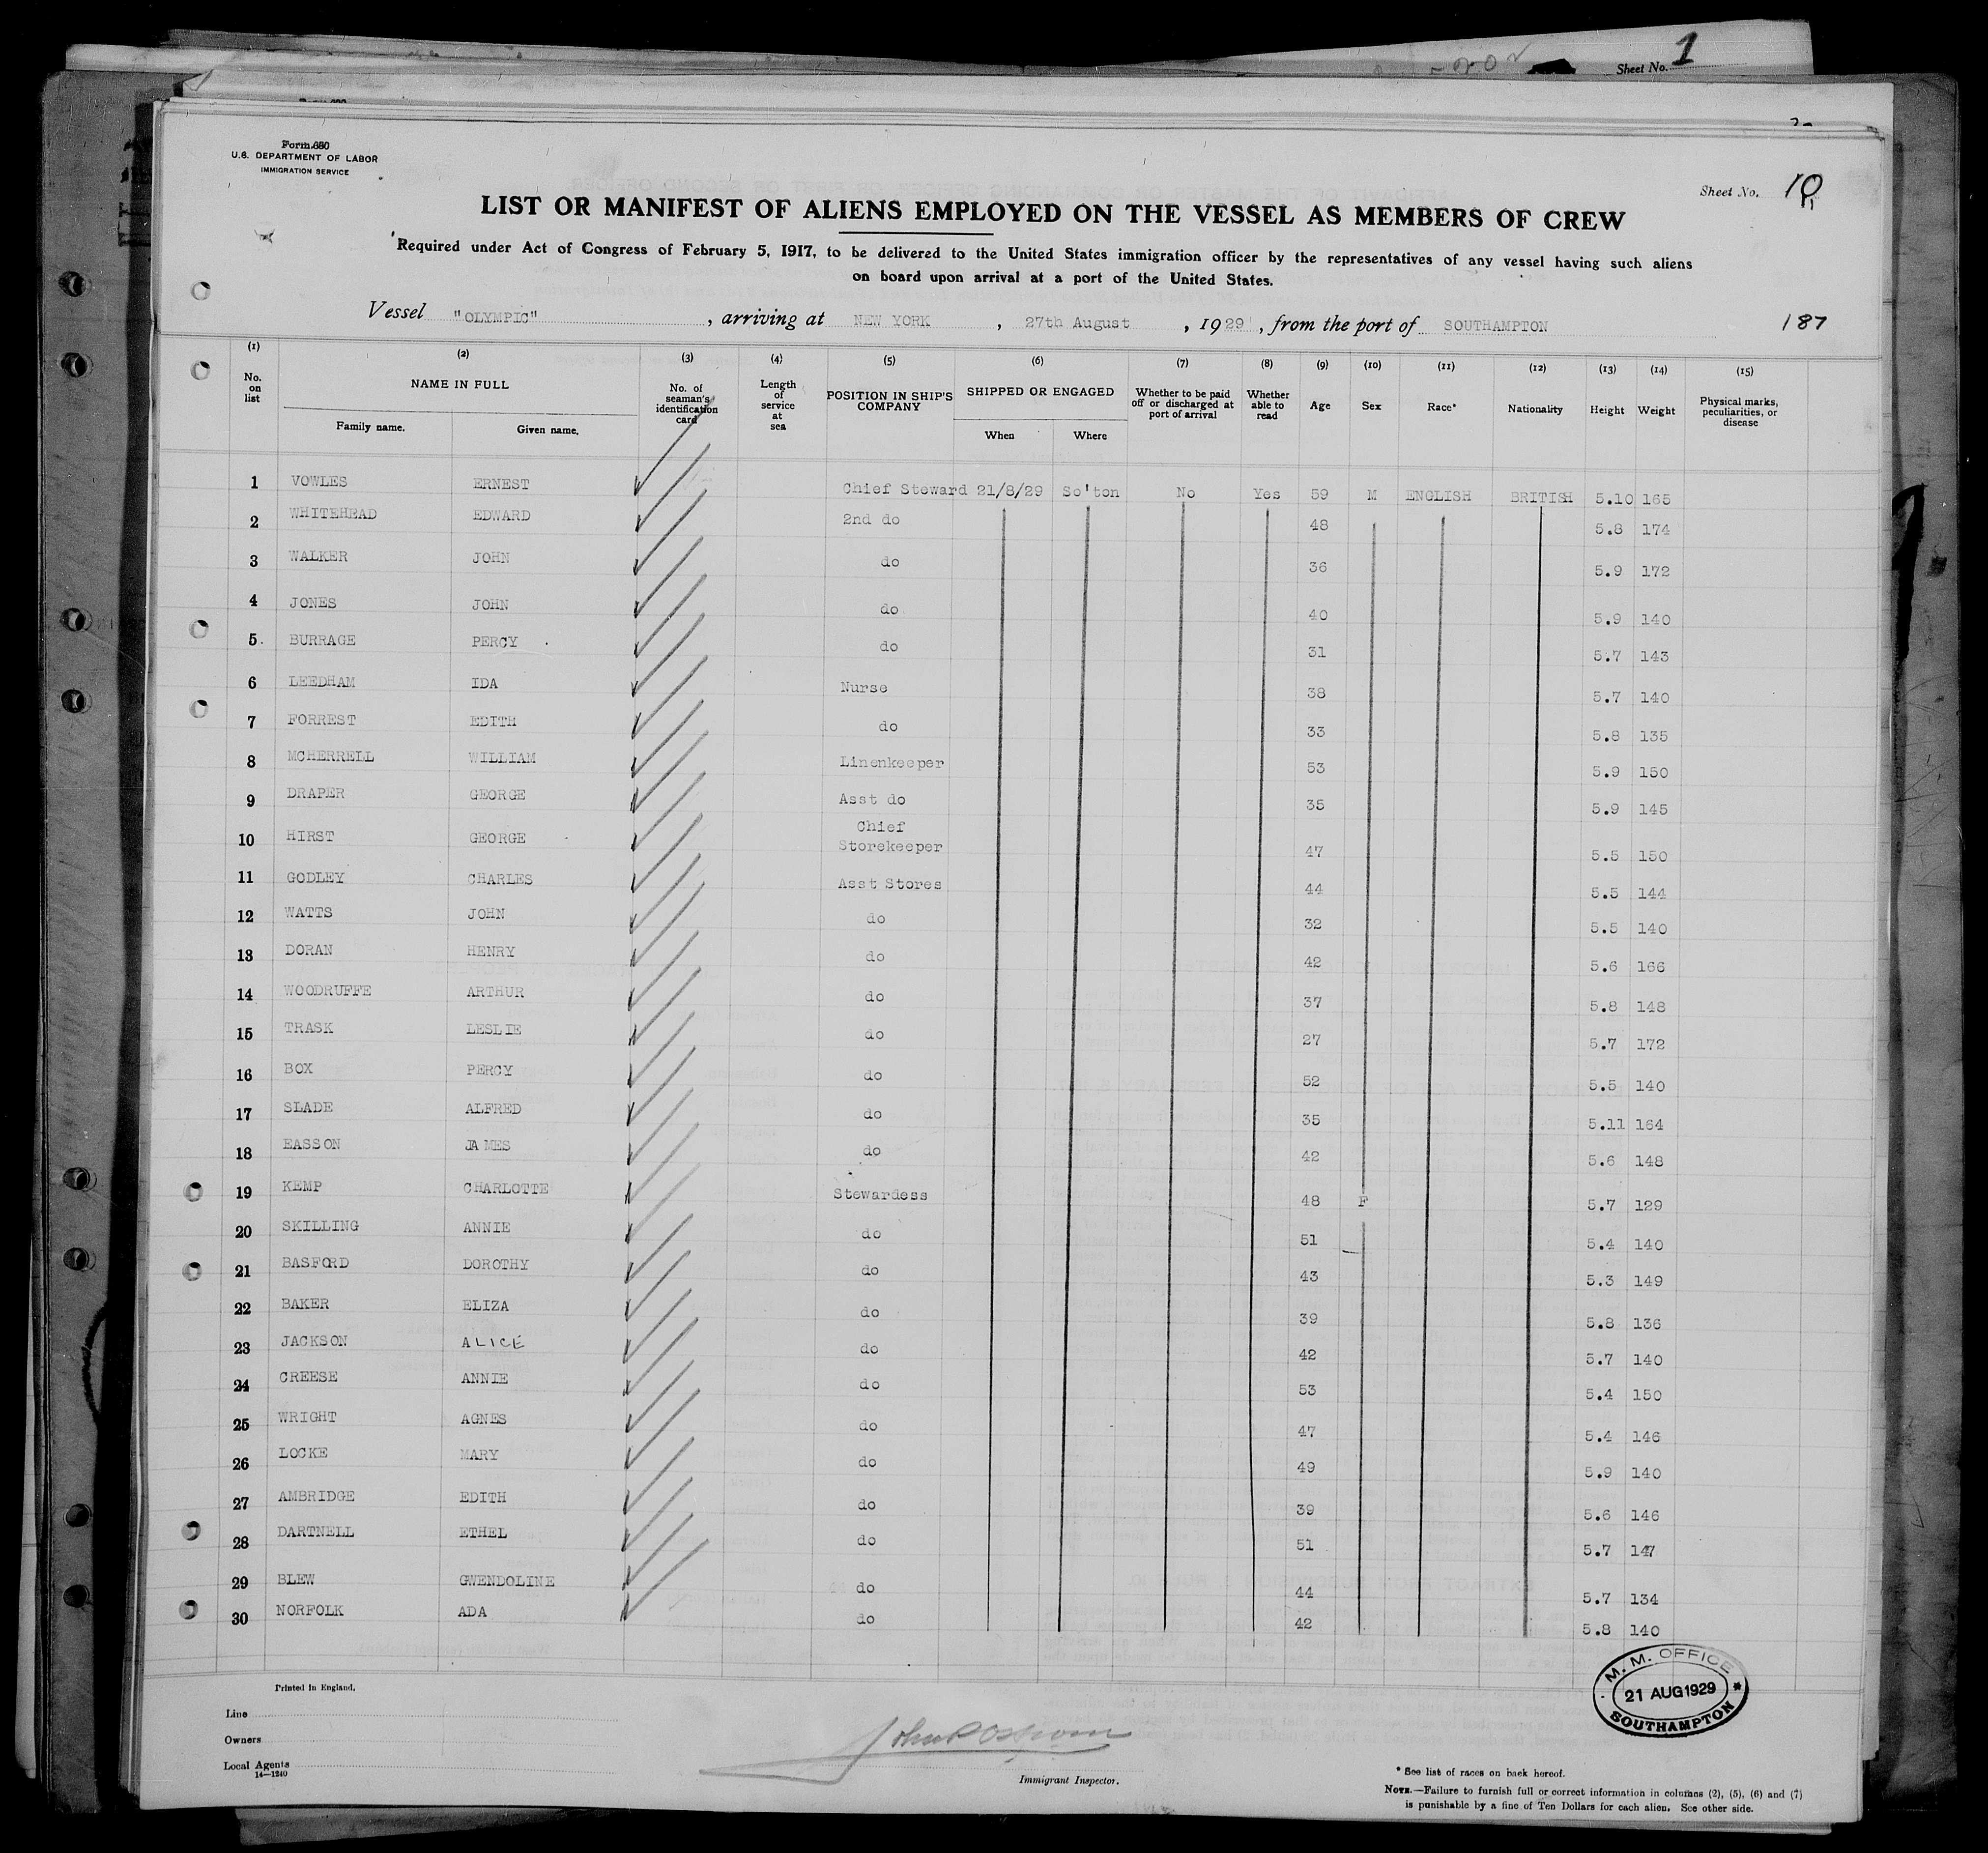 Sheet No. 1
Form 680
U.S. DEPARTMENT OF LABOR
IMMIGRATION SERVICE
Sheet No.
LIST OR MANIFEST OF ALIENS EMPLOYED ON THE VESSEL AS MEMBERS OF CREW
Required under Act of Congress of February 5, 1917, to be delivered to the United States immigration officer by the representatives of any vessel having such aliens
on board upon arrival at a port of the United States.
Vessel "OLYMPIC", arriving at NEW YORK, 27th August, 1929, from the port of SOUTHAMPTON 187
(1) (2) (3) (4) (5) (6) (7) (8) (9) (10) (11) (12) (13) (14) (15)
No. on list NAME IN FULL Family name. Given name. No. of seaman's identification card Length of service at sea POSITION IN SHIP'S COMPANY SHIPPED OR ENGAGED When Where Whether to be paid off or discharged at port of arrival Whether able to read Age Sex Race* Nationality Height Weight Physical marks, peculiarities, or disease
1 VOWLES ERNEST Chief Steward 21/8/29 So'ton No Yes 59 M ENGLISH BRITISH 5.10 165
2 WHITEHEAD EDWARD 2nd do 48 5.8 174
3 WALKER JOHN do 36 5.9 172
4 JONES JOHN do 40 5.9 140
5. BURRAGE PERCY do 31 5.7 143
6 LEEDHAM IDA Nurse 38 5.7 140
7 FORREST EDITH do 33 5.8 135
8 MCHERRELL WILLIAM Linenkeeper 53 5.9 150
9 DRAPER GEORGE Asst do 35 5.9 145
10 HIRST GEORGE Chief Storekeeper 47 5.5 150
11 GODLEY CHARLES Asst Stores 44 5.5 144
12 WATTS JOHN do 32 5.5 140
13 DORAN HENRY do 42 5.6 166
14 WOODRUFFE ARTHUR do 37 5.8 148
15 TRASK LESLIE do 27 5.7 172
16 BOX PERCY do 52 5.5 140
17 SLADE ALFRED do 35 5.11 164
18 EASSON JAMES do 42 5.6 148
19 KEMP CHARLOTTE Stewardess 48 F 5.7 129
20 SKILLING ANNIE do 51 5.4 140
21 BASFORD DOROTHY do 43 5.3 149
22 BAKER ELIZA do 39 5.8 136
23 JACKSON ALICE do 42 5.7 140
24 CREESE ANNIE do 53 5.4 150
25 WRIGHT AGNES do 47 5.4 146
26 LOCKE MARY do 49 5.9 140
27 AMBRIDGE EDITH do 39 5.6 146
28 DARTNELL ETHEL do 51 5.7 147
29 BLEW GWENDOLINE do 44 5.7 134
30 NORFOLK ADA do 42 5.8 140
M. M. OFFICE
21 AUG 1929
SOUTHAMPTON
Printed in England.
Line
Owners
Local Agents
14—1240
Immigrant Inspector.
* See list of races on back hereof.
NOTE.—Failure to furnish full or correct information in columns (2), (5), (6) and (7)
is punishable by a fine of Ten Dollars for each alien. See other side.